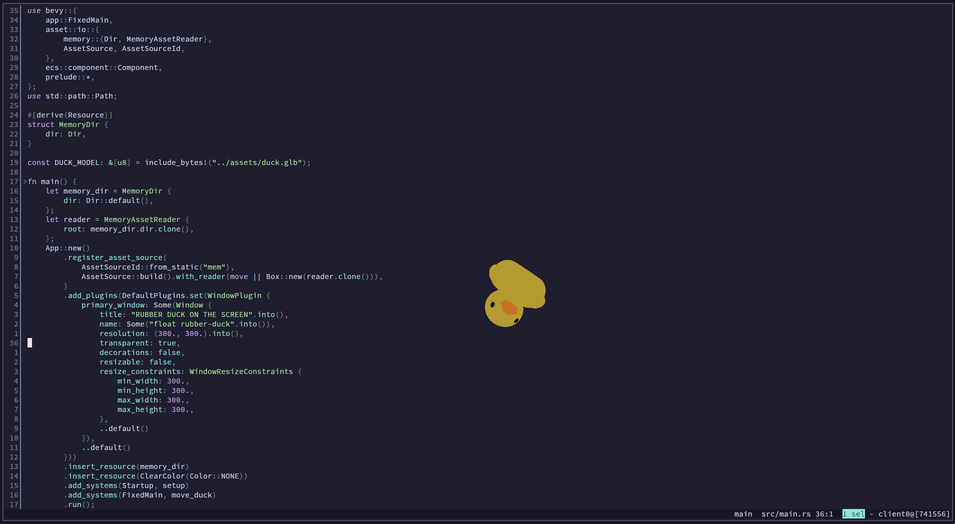 35 use bevy::{
34     app::FixedMain,
33     asset::io::{
32         memory::{Dir, MemoryAssetReader},
31         AssetSource, AssetSourceId,
30     },
29     ecs::component::Component,
28     prelude::*,
27 };
26 use std::path::Path;
25
24 #[derive(Resource)]
23 struct MemoryDir {
22     dir: Dir,
21 }
20
19 const DUCK_MODEL: &[u8] = include_bytes!("../assets/duck.glb");
18
17 >fn main() {
16     let memory_dir = MemoryDir {
15         dir: Dir::default(),
14     };
13     let reader = MemoryAssetReader {
12         root: memory_dir.dir.clone(),
11     };
10     App::new()
9         .register_asset_source(
8             AssetSourceId::from_static("mem"),
7             AssetSource::build().with_reader(move || Box::new(reader.clone())),
6         )
5         .add_plugins(DefaultPlugins.set(WindowPlugin {
4             primary_window: Some(Window {
3                 title: "RUBBER DUCK ON THE SCREEN".into(),
2                 name: Some("float rubber-duck".into()),
1                 resolution: (300., 300.).into(),
36                 transparent: true,
1                 decorations: false,
2                 resizable: false,
3                 resize_constraints: WindowResizeConstraints {
4                     min_width: 300.,
5                     min_height: 300.,
6                     max_width: 300.,
7                     max_height: 300.,
8                 },
9                 ..default()
10             }),
11             ..default()
12         }))
13         .insert_resource(memory_dir)
14         .insert_resource(ClearColor(Color::NONE))
15         .add_systems(Startup, setup)
16         .add_systems(FixedMain, move_duck)
17         .run();
main src/main.rs 36:1 1 sel - client0@[741556]